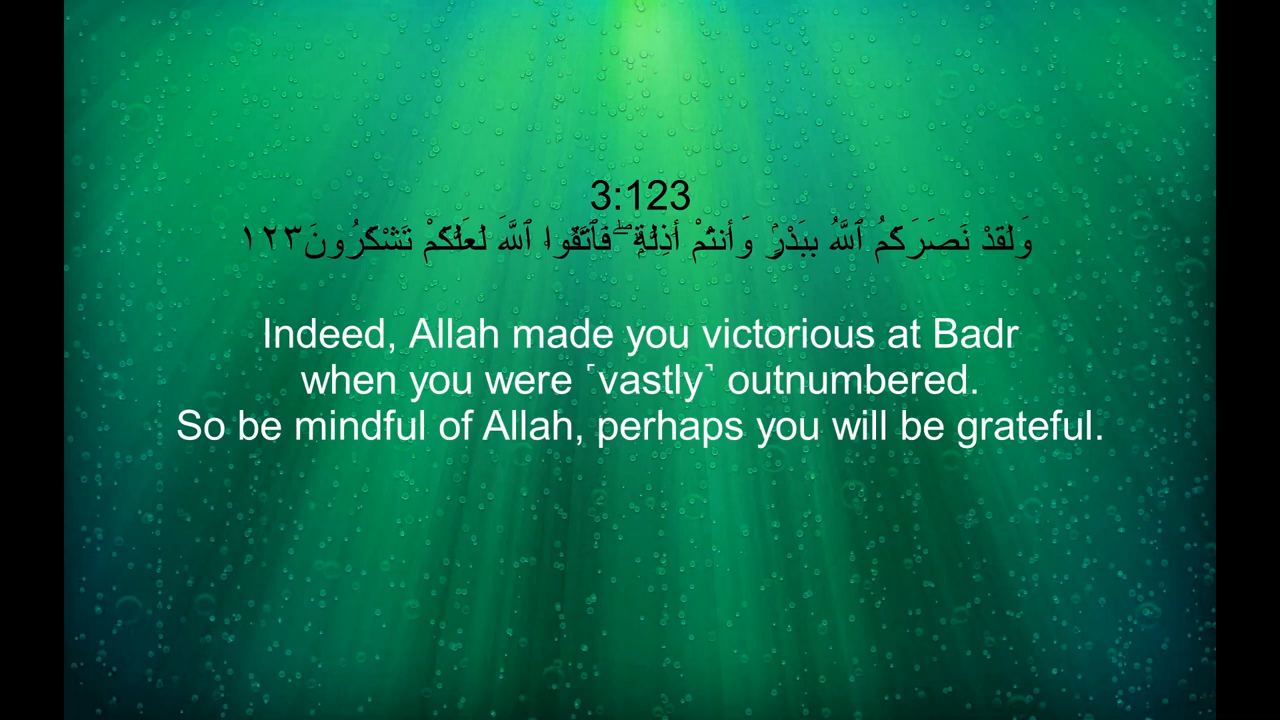 3:123
وَلَقَدْ نَصَرَكُمُ ٱللَّهُ بِبَدْرٍۢ وَأَنتُمْ أَذِلَّةٌۭ ۖ فَٱتَّقُوا۟ ٱللَّهَ لَعَلَّكُمْ تَشْكُرُونَ١٢٣
Indeed, Allah made you victorious at Badr
when you were ˹vastly˺ outnumbered.
So be mindful of Allah, perhaps you will be grateful.